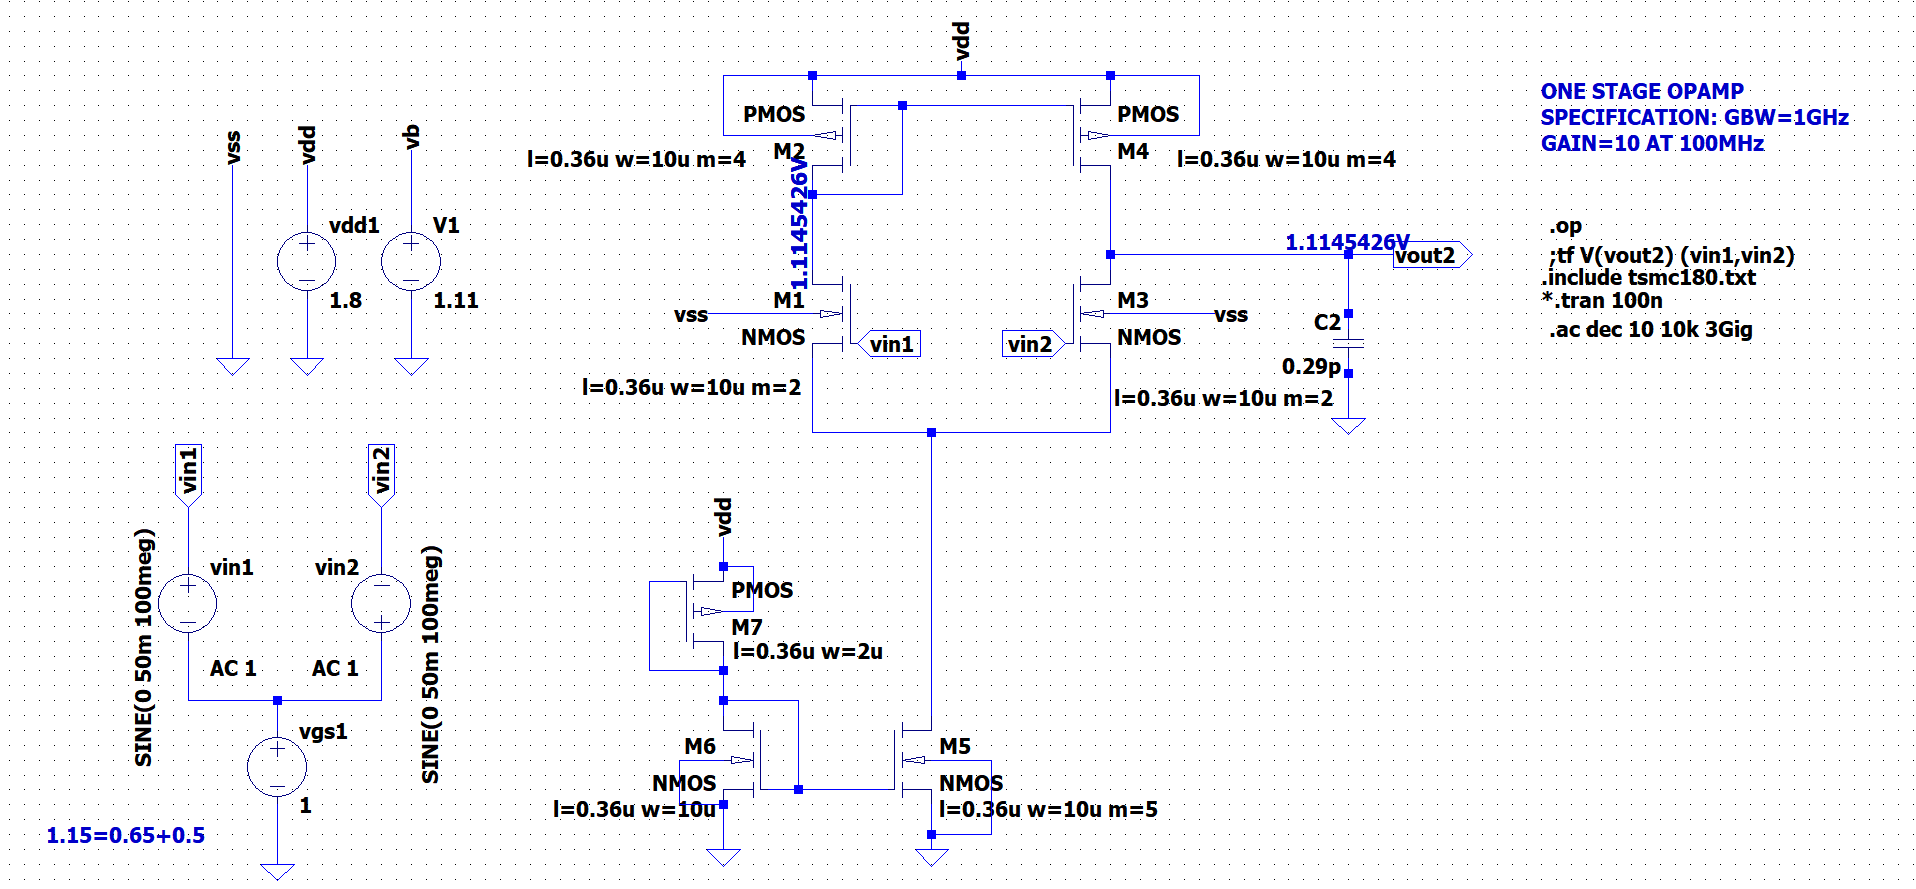 vdd
ONE STAGE OPAMP
SPECIFICATION: GBW=1GHz
GAIN=10 AT 100MHz
vss
vdd
vb
PMOS
M2
l=0.36u w=10u m=4
PMOS
M4
l=0.36u w=10u m=4
1.1145426V
vdd1
1.8
V1
1.11
1.1145426V
vout2
.op
;tf V(vout2) (vin1,vin2)
.include tsmc180.txt
*.tran 100n
.ac dec 10 10k 3Gig
vss
M1
NMOS
vin1
l=0.36u w=10u m=2
vin2
M3
vss
NMOS
l=0.36u w=10u m=2
C2
0.29p
vin1
vin2
SINE(0 50m 100meg)
vin1
AC 1
vin2
AC 1
SINE(0 50m 100meg)
vgs1
1
1.15=0.65+0.5
vdd
PMOS
M7
l=0.36u w=2u
M6
NMOS
l=0.36u w=10u
M5
NMOS
l=0.36u w=10u m=5